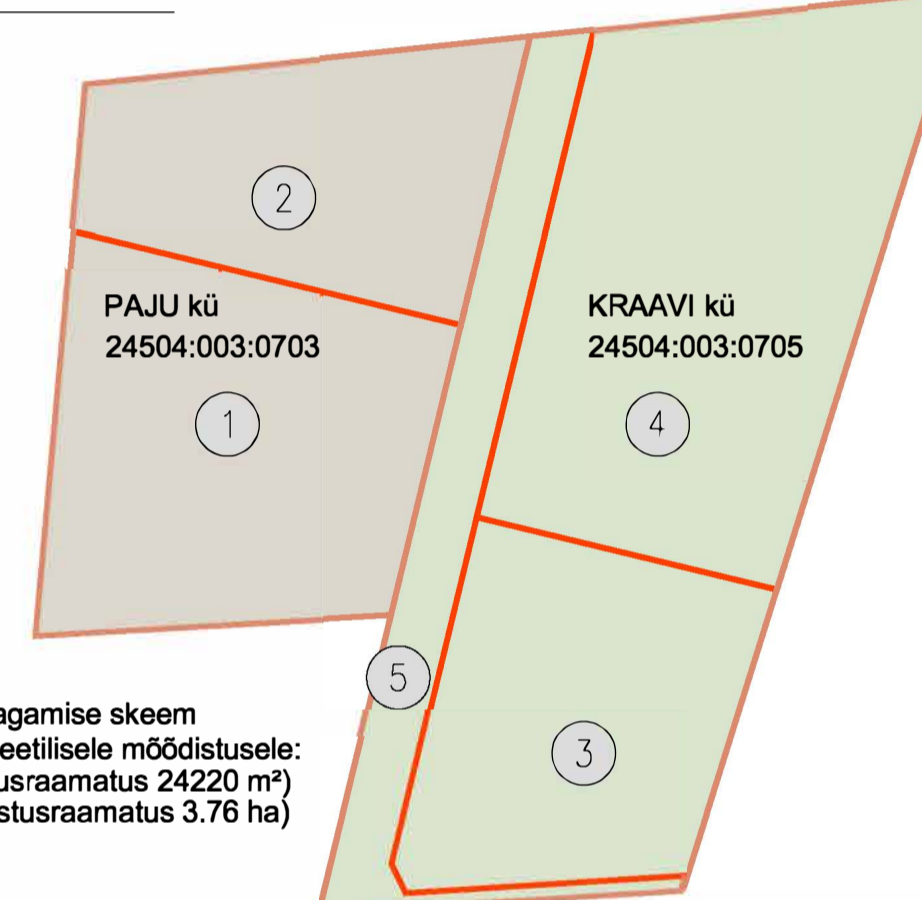 2
PAJU kü
24504:003:0703
1
KRAAVI kü
24504:003:0705
4
5
3
agamise skeem
eetilisele mõõdistusele:
usraamatus 24220 m²)
stusraamatus 3.76 ha)